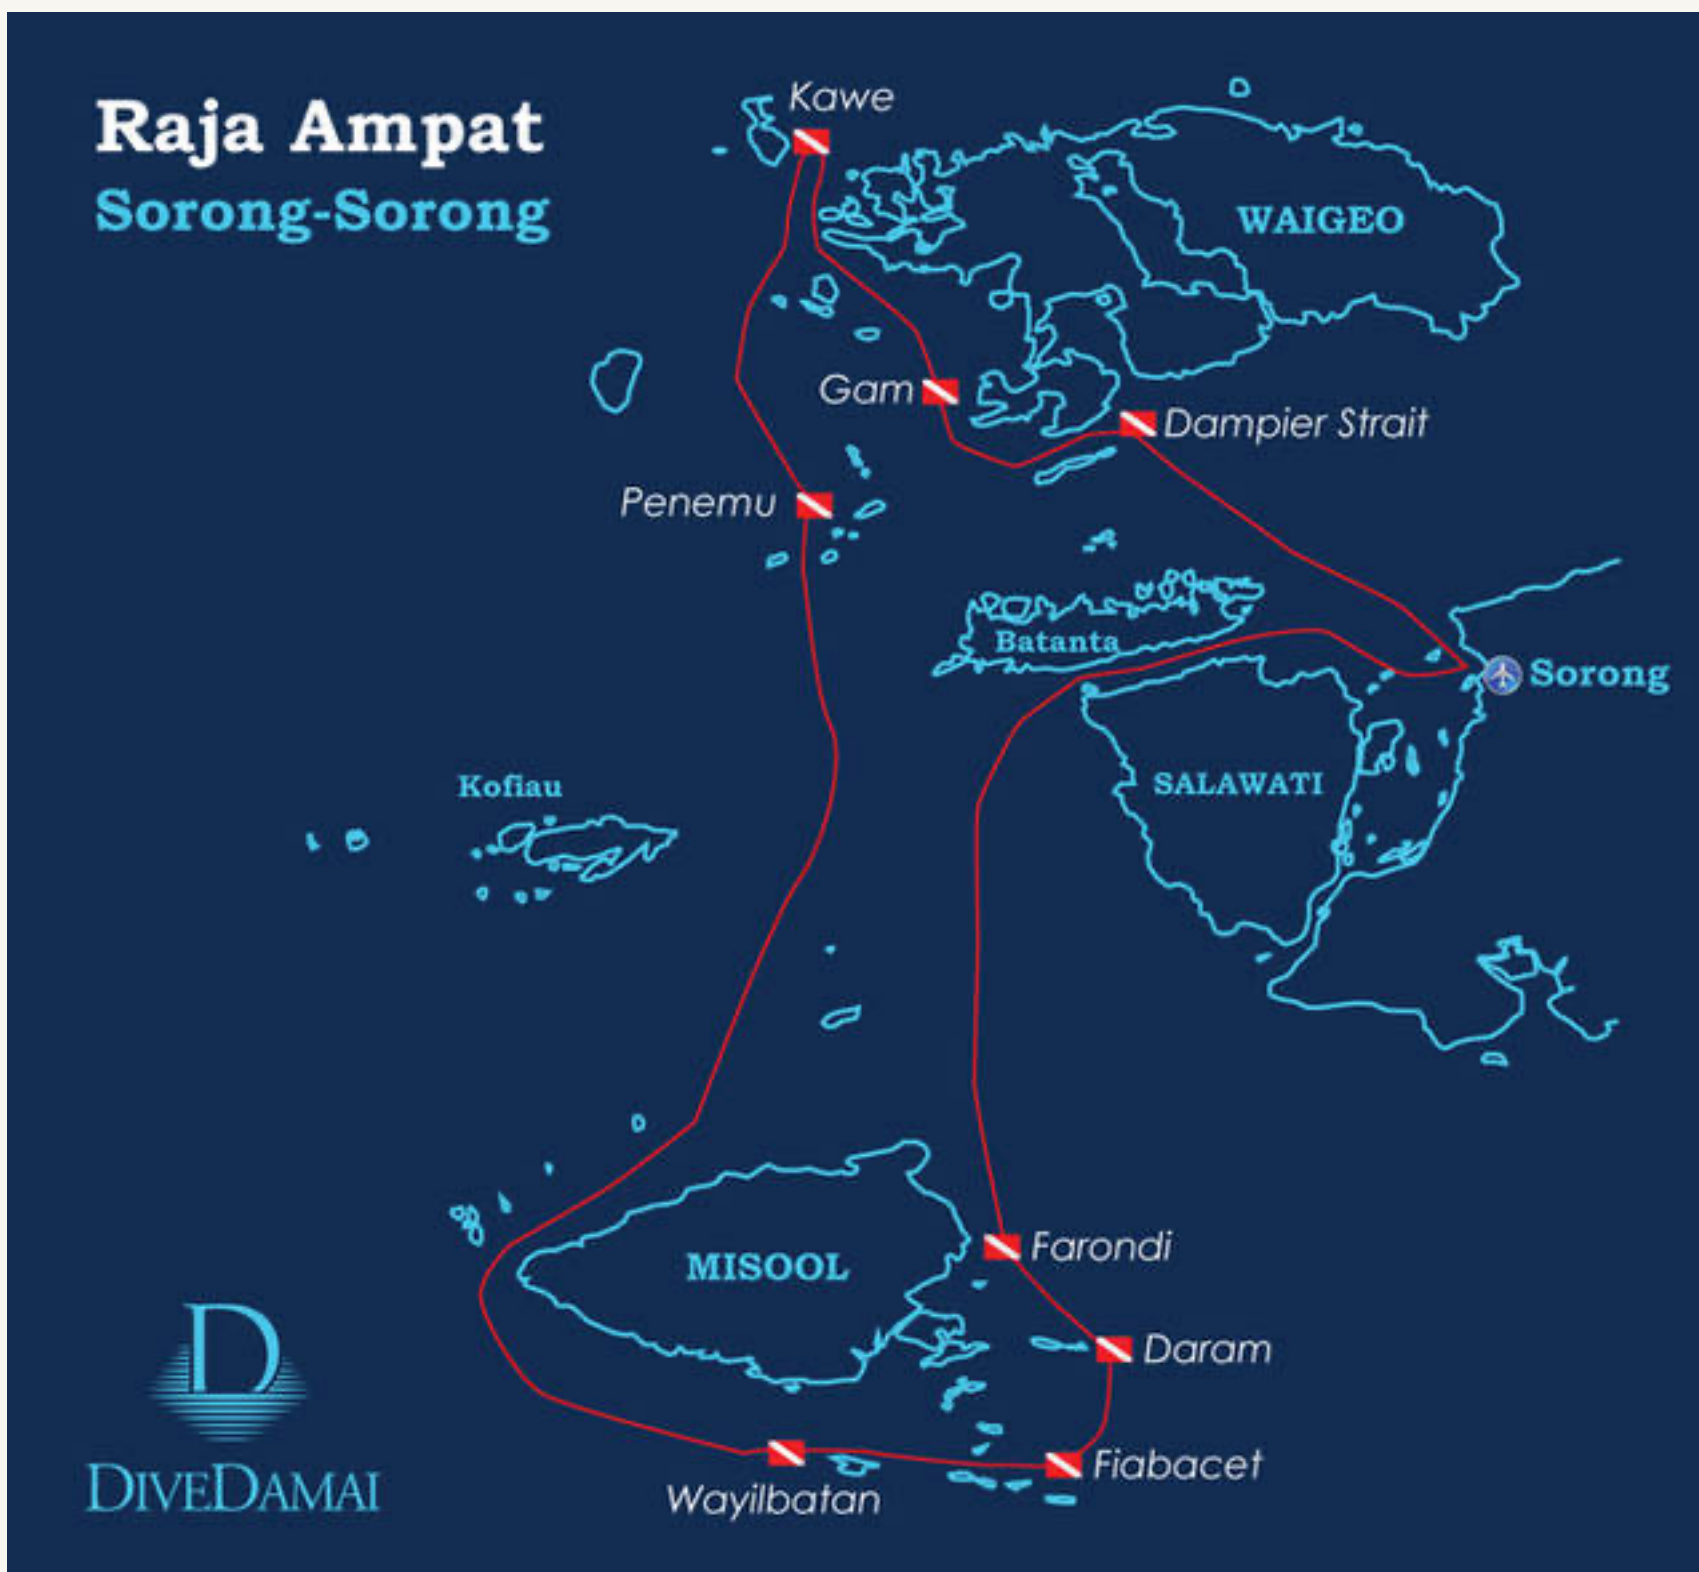 Raja Ampat
Sorong-Sorong
Kawe
WAIGEO
Gam
Dampier Strait
Penemu
Batanta
Sorong
Kofiau
SALAWATI
Farondi
MISOOL
Daram
Fiabacet
Wayilbatan
D
DIVEDAMAI